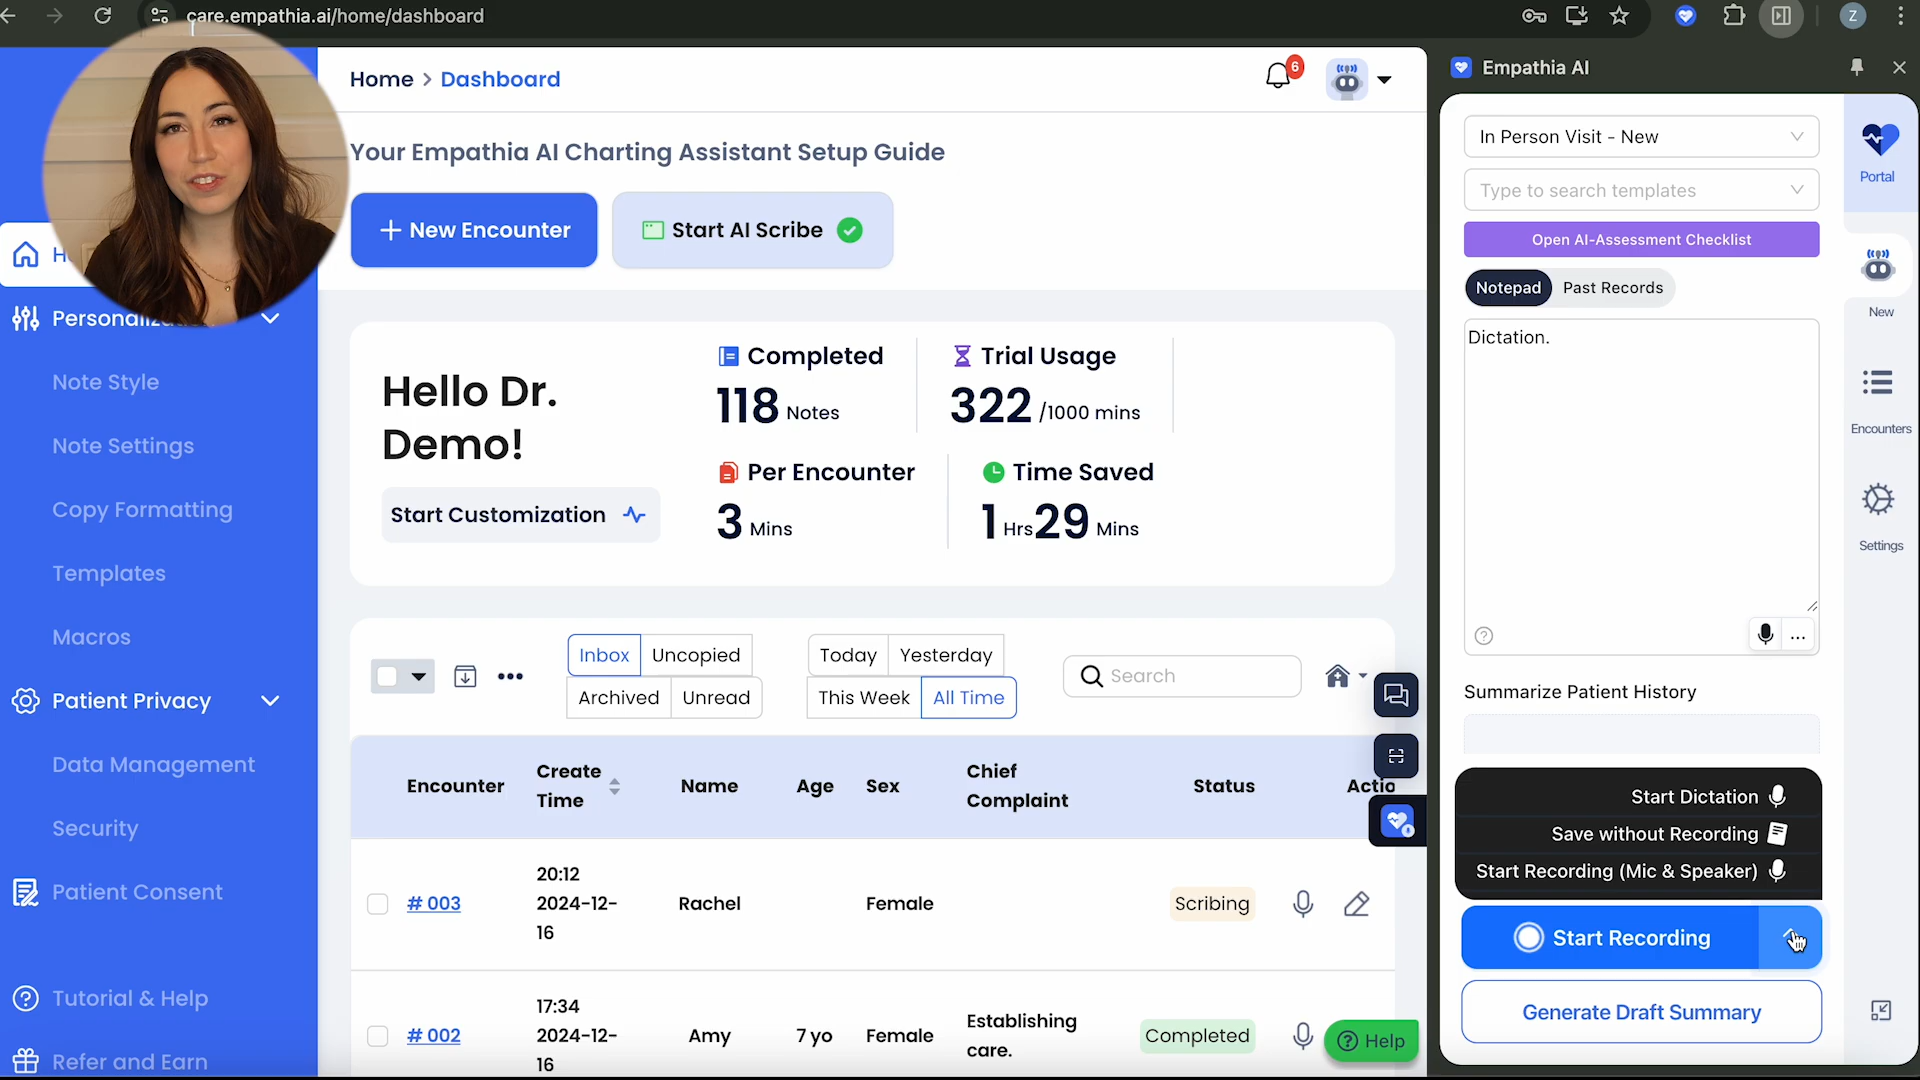 care.empathia.ai/home/dashboard
Z
Home > Dashboard
6
Your Empathia AI Charting Assistant Setup Guide
+ New Encounter
Start AI Scribe
Note Style
Note Settings
Copy Formatting
Templates
Macros
Patient Privacy
Data Management
Security
Patient Consent
Tutorial & Help
Refer and Earn
Hello Dr.
Demo!
Start Customization
Completed
118 Notes
Trial Usage
322 /1000 mins
Per Encounter
3 Mins
Time Saved
1 Hrs 29 Mins
Inbox Uncopied
Archived Unread
Today Yesterday
This Week All Time
Search
Encounter
Create
Time
Name
Age
Sex
Chief
Complaint
Status
# 003
20:12
2024-12-
16
Rachel
Female
Scribing
# 002
17:34
2024-12-
16
Amy
7 yo
Female
Establishing
care.
Completed
Help
Empathia AI
In Person Visit - New
Type to search templates
Open AI-Assessment Checklist
Notepad Past Records
Dictation.
Summarize Patient History
Start Dictation
Save without Recording
Start Recording (Mic & Speaker)
Start Recording
Generate Draft Summary
Portal
New
Encounters
Settings